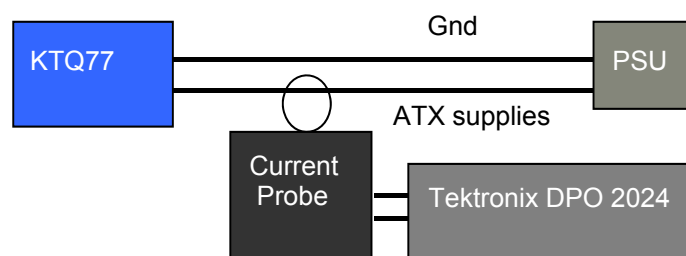 Gnd
KTQ77
PSU
ATX supplies
Current
Probe
Tektronix DPO 2024